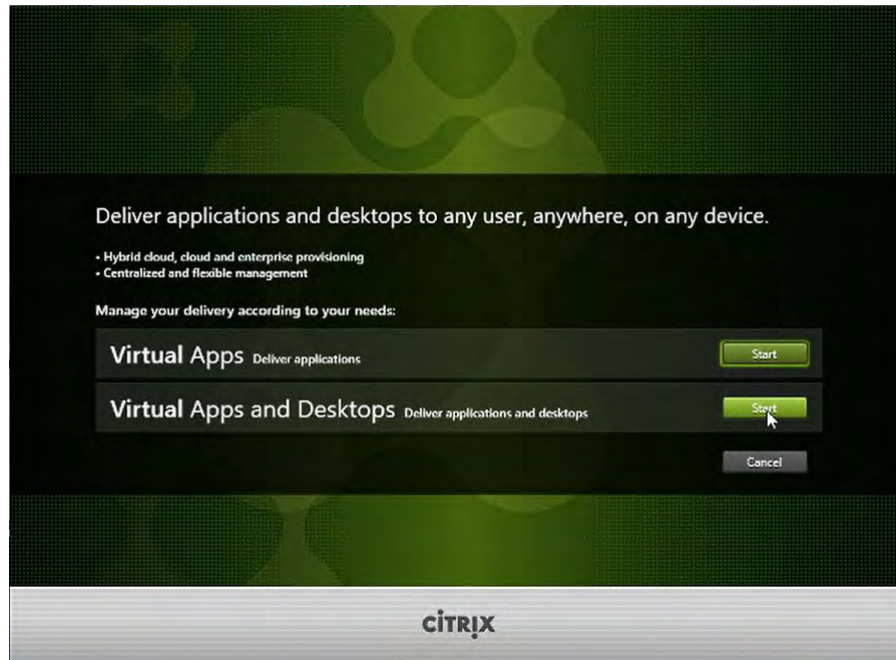 Deliver applications and desktops to any user, anywhere, on any device.
• Hybrid cloud, cloud and enterprise provisioning
• Centralized and flexible management
Manage your delivery according to your needs:
Virtual Apps Deliver applications Start
Virtual Apps and Desktops Deliver applications and desktops Start
Cancel
CITRIX